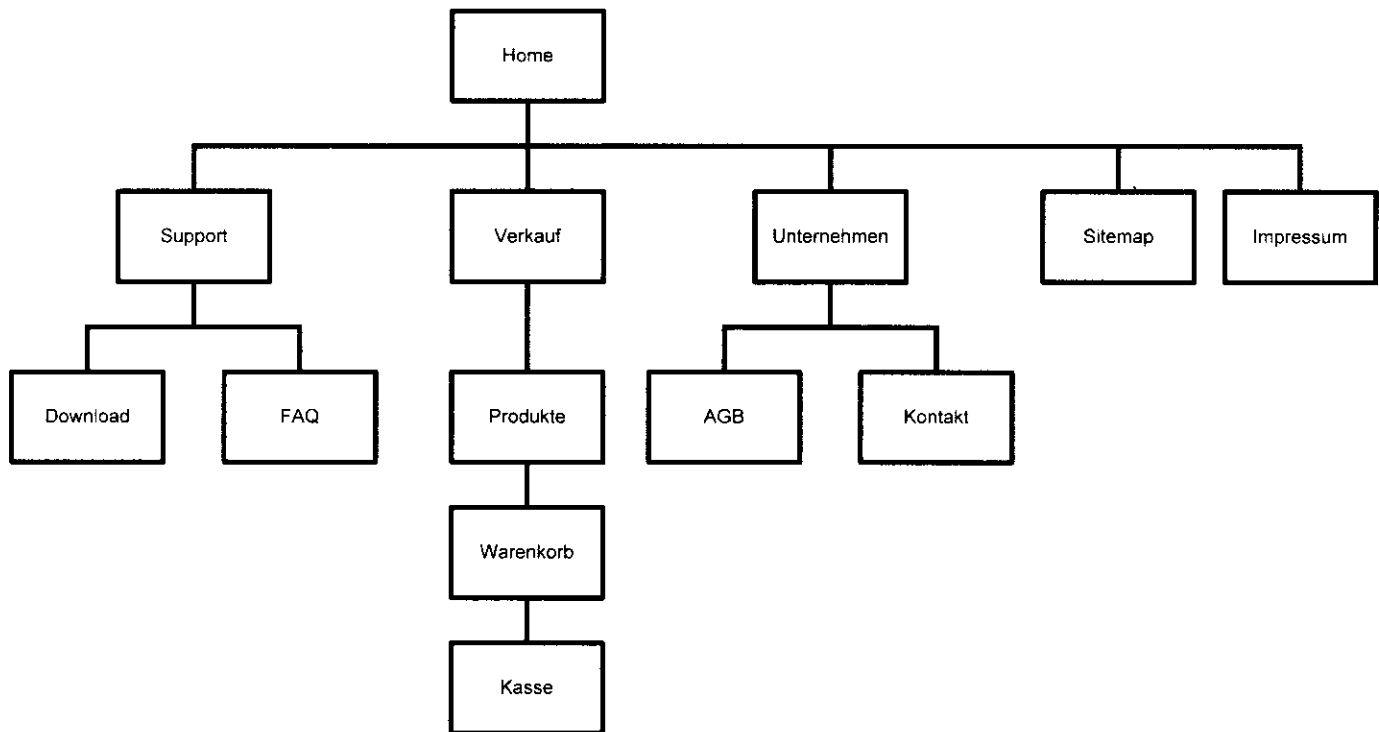 Home
Support
Verkauf
Unternehmen
Sitemap
Impressum
Download
FAQ
Produkte
AGB
Kontakt
Warenkorb
Kasse